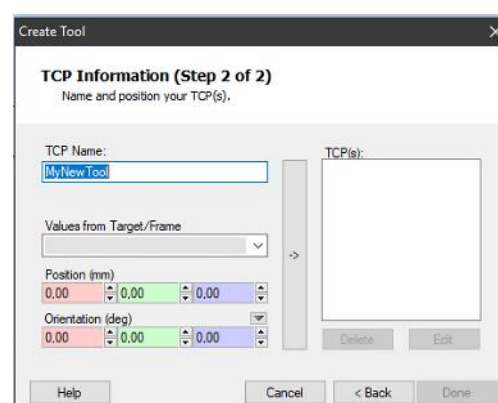 Create Tool
TCP Information (Step 2 of 2)
Name and position your TCP(s).
TCP Name:
TCP(s):
MyNewTool
Values from Target/Frame
->
Position (mm)
0,00 0,00 0,00
Orientation (deg)
0,00 0,00 0,00
Delete Edit
Help Cancel < Back Done